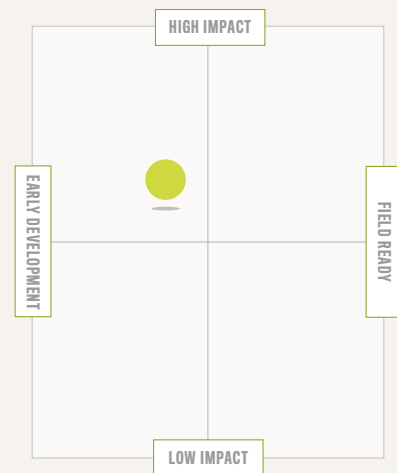 HIGH IMPACT
EARLY DEVELOPMENT
FIELD READY
LOW IMPACT